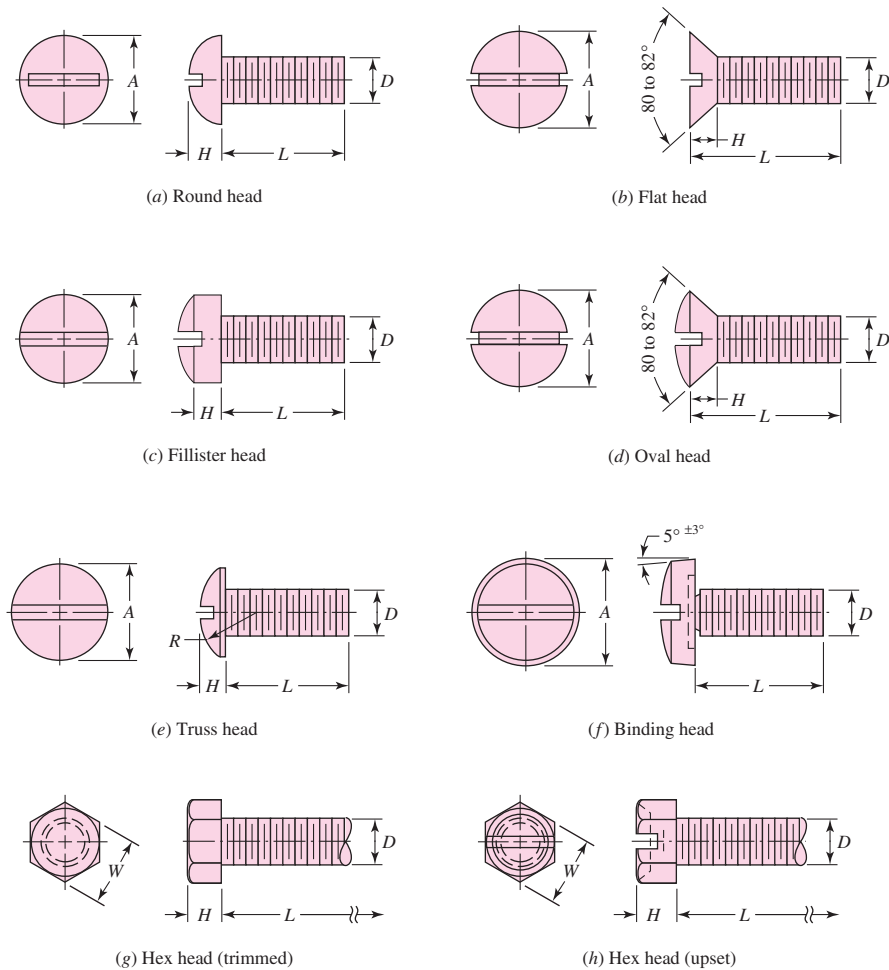 A
D
H
L
(a) Round head
80 to 82°
A
D
H
L
(b) Flat head
A
D
H
L
(c) Fillister head
80 to 82°
A
D
H
L
(d) Oval head
A
D
R
H
L
(e) Truss head
5° ±3°
A
D
L
(f) Binding head
W
D
H
L
(g) Hex head (trimmed)
W
D
H
L
(h) Hex head (upset)